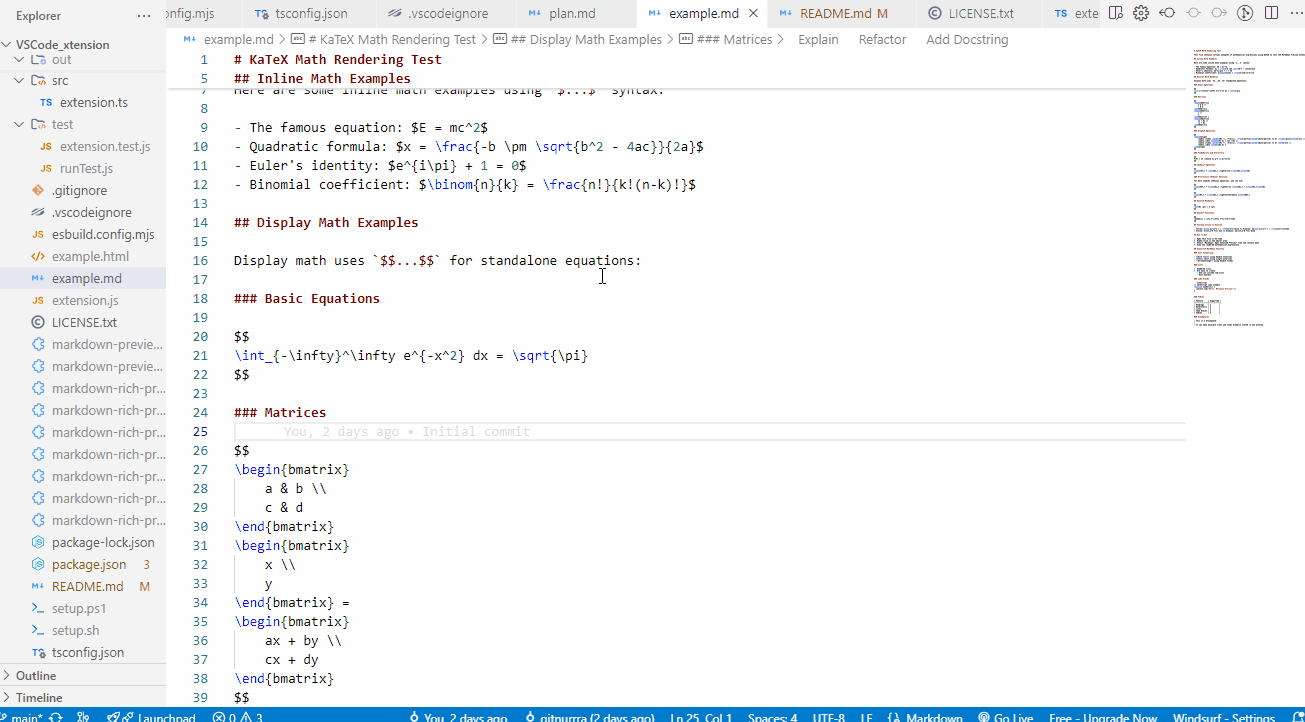 Explorer ···
onfig.mjs tsconfig.json .vscodeignore plan.md example.md README.md M LICENSE.txt TS exte
VSCode_xtension
out
src
TS extension.ts
test
JS extension.test.js
JS runTest.js
.gitignore
.vscodeignore
JS esbuild.config.mjs
example.html
example.md
JS extension.js
LICENSE.txt
markdown-previe...
markdown-previe...
markdown-rich-pr...
markdown-rich-pr...
markdown-rich-pr...
markdown-rich-pr...
markdown-rich-pr...
markdown-rich-pr...
markdown-rich-pr...
package-lock.json
package.json 3
README.md M
setup.ps1
setup.sh
tsconfig.json
Outline
Timeline
example.md > # KaTeX Math Rendering Test > ## Display Math Examples > ### Matrices > Explain Refactor Add Docstring
1 # KaTeX Math Rendering Test
5 ## Inline Math Examples
7 Here are some inline math examples using `$...$` syntax:
8
9 - The famous equation: $E = mc^2$
10 - Quadratic formula: $x = \frac{-b \pm \sqrt{b^2 - 4ac}}{2a}$
11 - Euler's identity: $e^{i\pi} + 1 = 0$
12 - Binomial coefficient: $\binom{n}{k} = \frac{n!}{k!(n-k)!}$
13
14 ## Display Math Examples
15
16 Display math uses `$$...$$` for standalone equations:
17
18 ### Basic Equations
19
20 $$
21 \int_{-\infty}^\infty e^{-x^2} dx = \sqrt{\pi}
22 $$
23
24 ### Matrices
25 You, 2 days ago • Initial commit
26 $$
27 \begin{bmatrix}
28 a & b \\
29 c & d
30 \end{bmatrix}
31 \begin{bmatrix}
32 x \\
33 y
34 \end{bmatrix} =
35 \begin{bmatrix}
36 ax + by \\
37 cx + dy
38 \end{bmatrix}
39 $$
main* Launchpad 0 3 You, 2 days ago gitnurrra (2 days ago) Ln 25, Col 1 Spaces: 4 UTF-8 LF {} Markdown Go Live Free - Upgrade Now Windsurf - Settings